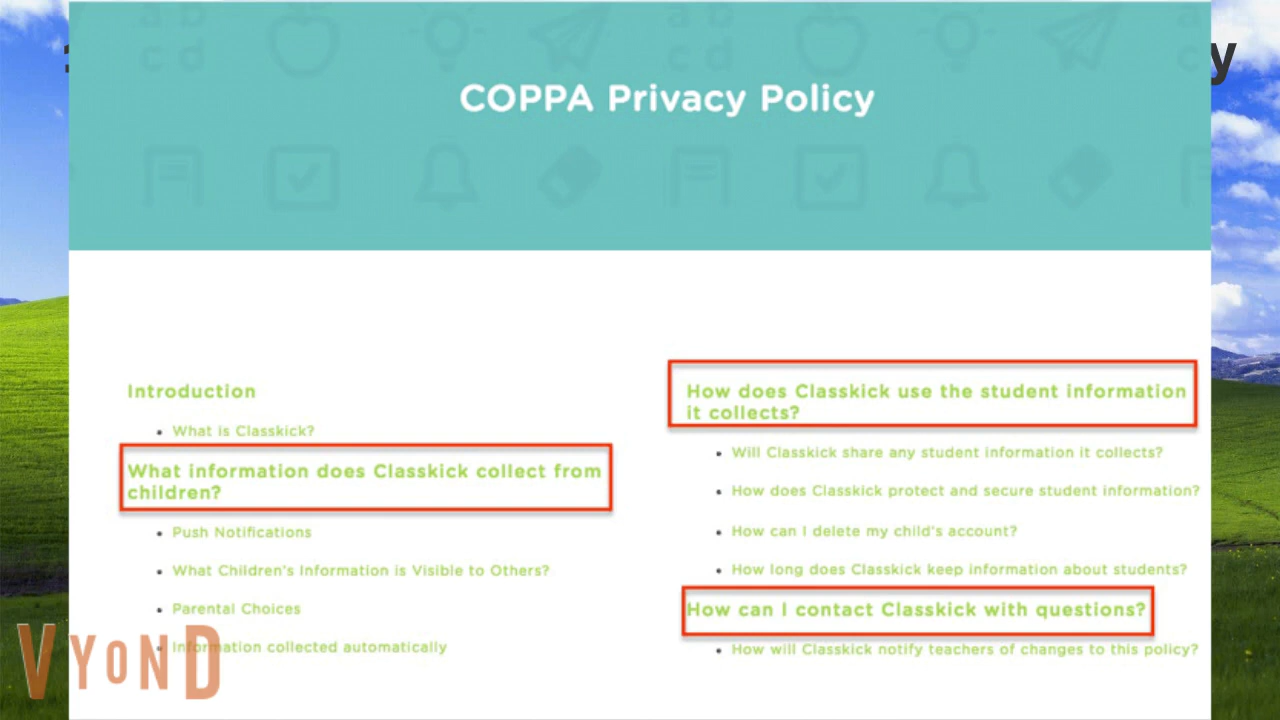 COPPA Privacy Policy
Introduction
• What is Classkick?
What information does Classkick collect from
children?
• Push Notifications
• What Children's Information is Visible to Others?
• Parental Choices
• Information collected automatically
How does Classkick use the student information
it collects?
• Will Classkick share any student information it collects?
• How does Classkick protect and secure student information?
• How can I delete my child's account?
• How long does Classkick keep information about students?
How can I contact Classkick with questions?
• How will Classkick notify teachers of changes to this policy?
VYOND